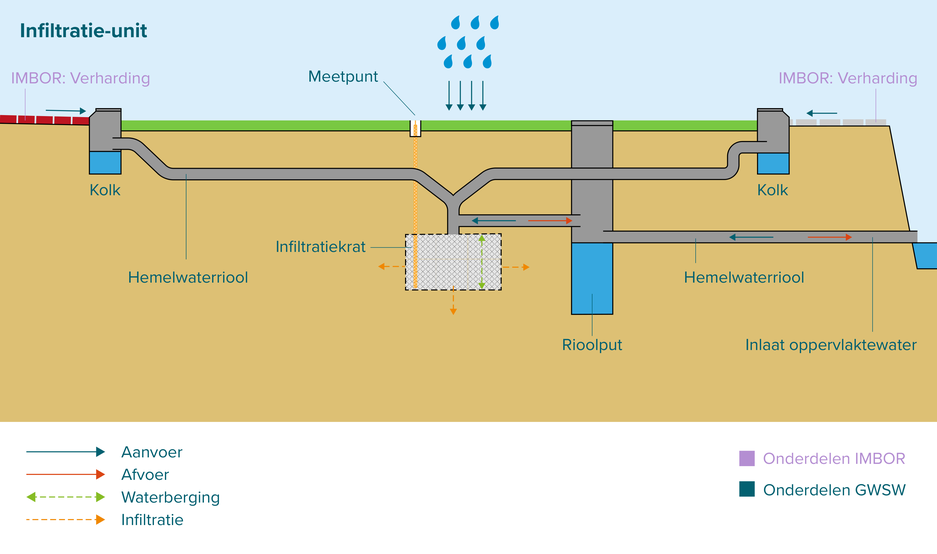 Infiltratie-unit
IMBOR: Verharding
Meetpunt
IMBOR: Verharding
Kolk
Kolk
Infiltratiekrat
Hemelwaterriool
Hemelwaterriool
Rioolput
Inlaat oppervlaktewater
Aanvoer
Afvoer
Waterberging
Infiltratie
Onderdelen IMBOR
Onderdelen GWSW